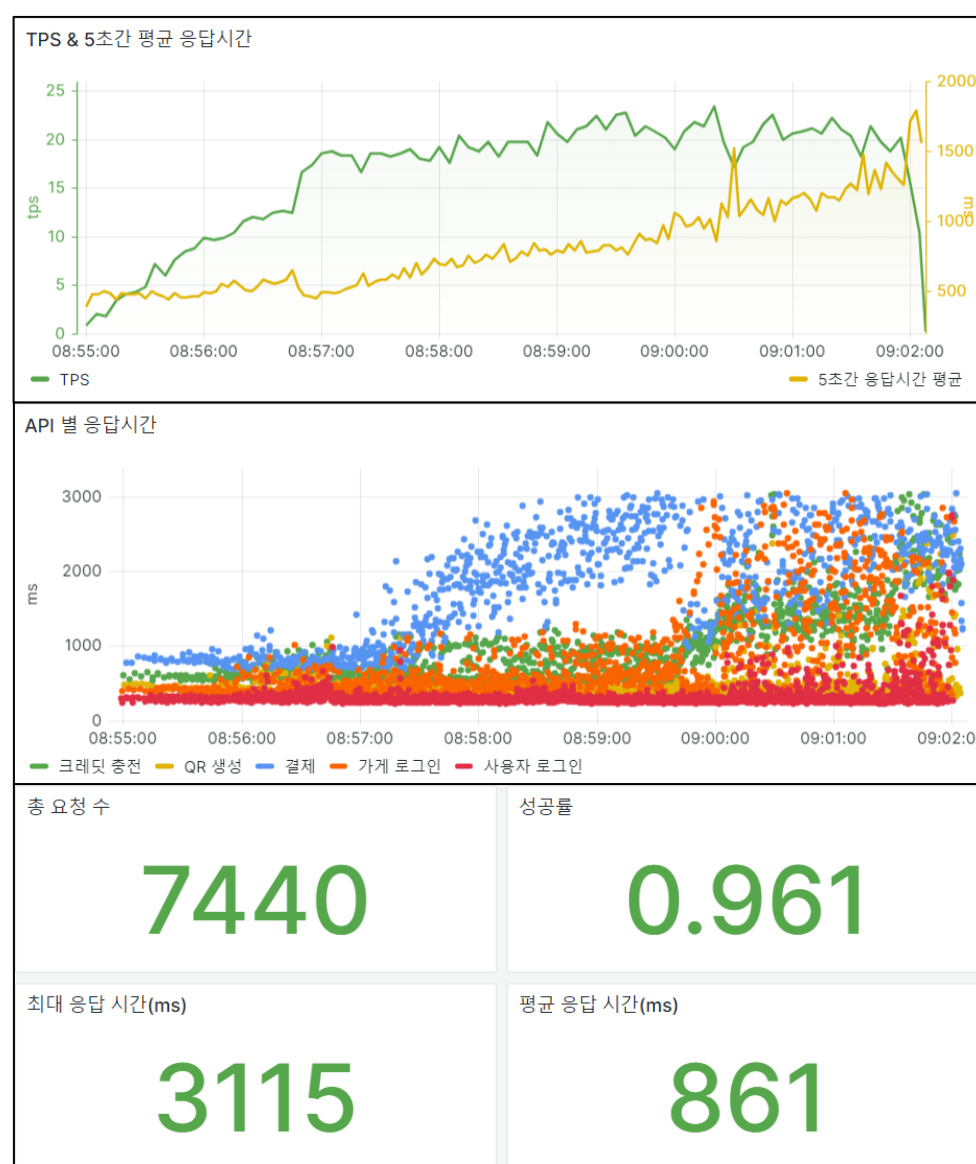 TPS & 5초간 평균 응답시간
25
20
15
10
5
0
tps
2000
1500
1000
500
ms
08:55:00 08:56:00 08:57:00 08:58:00 08:59:00 09:00:00 09:01:00 09:02:00
TPS
5초간 응답시간 평균
API 별 응답시간
3000
2000
1000
0
ms
08:55:00 08:56:00 08:57:00 08:58:00 08:59:00 09:00:00 09:01:00 09:02:0
크레딧 충전 QR 생성 결제 가게 로그인 사용자 로그인
총 요청 수
7440
성공률
0.961
최대 응답 시간(ms)
3115
평균 응답 시간(ms)
861